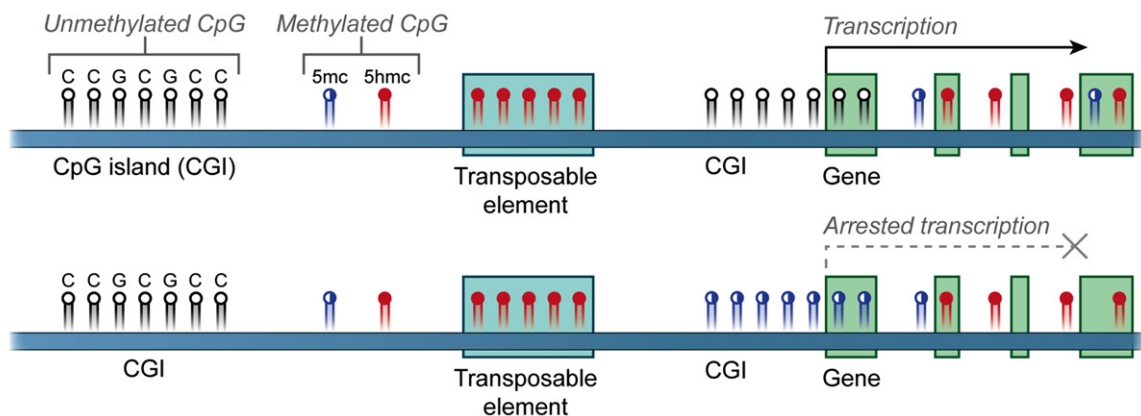 Unmethylated CpG
Methylated CpG
Transcription
C C G C G C C
5mc 5hmc
CpG island (CGI)
Transposable
element
CGI
Gene
Arrested transcription
C C G C G C C
CGI
Transposable
element
CGI
Gene